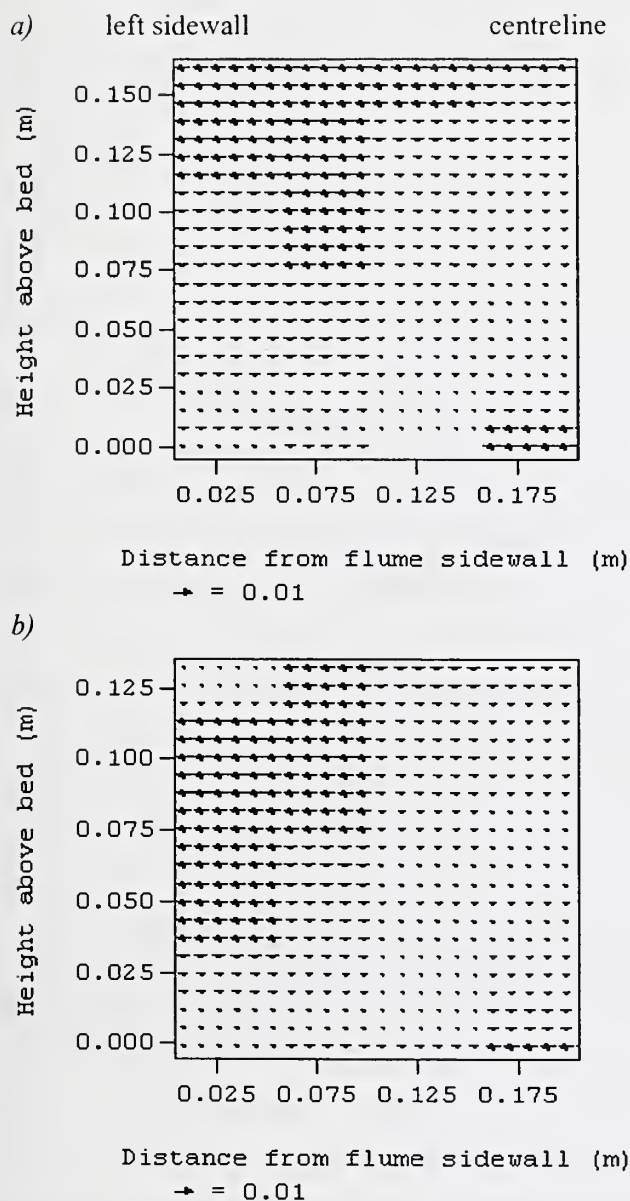 a) left sidewall centreline
Height above bed (m)
0.150
0.125
0.100
0.075
0.050
0.025
0.000
0.025 0.075 0.125 0.175
Distance from flume sidewall (m)
= 0.01
b)
Height above bed (m)
0.125
0.100
0.075
0.050
0.025
0.000
0.025 0.075 0.125 0.175
Distance from flume sidewall (m)
= 0.01